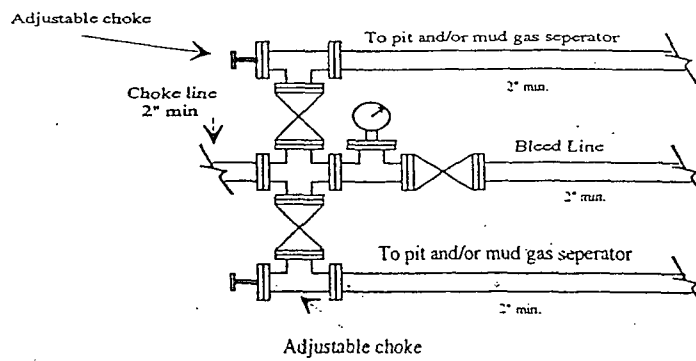 Adjustable choke
To pit and/or mud gas seperator
2" min.
Choke line
2" min
Bleed Line
2" min.
To pit and/or mud gas seperator
2" min.
Adjustable choke